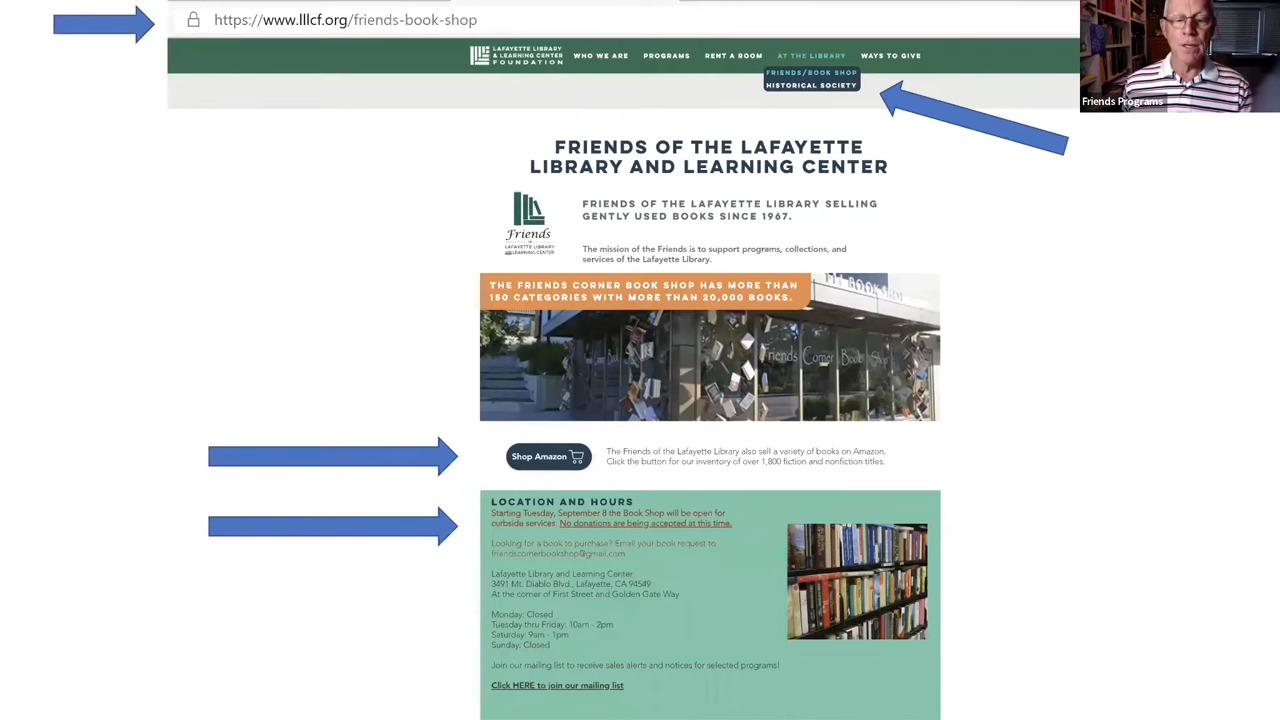 https://www.lllcf.org/friends-book-shop
LAFAYETTE LIBRARY
& LEARNING CENTER
FOUNDATION
WHO WE ARE PROGRAMS RENT A ROOM AT THE LIBRARY WAYS TO GIVE
FRIENDS/BOOK SHOP
HISTORICAL SOCIETY
Friends Programs
FRIENDS OF THE LAFAYETTE
LIBRARY AND LEARNING CENTER
Friends
OF
LAFAYETTE LIBRARY
AND LEARNING CENTER
FRIENDS OF THE LAFAYETTE LIBRARY SELLING
GENTLY USED BOOKS SINCE 1967.
The mission of the Friends is to support programs, collections, and
services of the Lafayette Library.
THE FRIENDS CORNER BOOK SHOP HAS MORE THAN
150 CATEGORIES WITH MORE THAN 20,000 BOOKS.
BOOK SHOP
Friends Corner Book Shop
Shop Amazon
The Friends of the Lafayette Library also sell a variety of books on Amazon.
Click the button for our inventory of over 1,800 fiction and nonfiction titles.
LOCATION AND HOURS
Starting Tuesday, September 8 the Book Shop will be open for
curbside services. No donations are being accepted at this time.
Looking for a book to purchase? Email your book request to
friendscornerbookshop@gmail.com
Lafayette Library and Learning Center
3491 Mt. Diablo Blvd., Lafayette, CA 94549
At the corner of First Street and Golden Gate Way
Monday: Closed
Tuesday thru Friday: 10am - 2pm
Saturday: 9am - 1pm
Sunday: Closed
Join our mailing list to receive sales alerts and notices for selected programs!
Click HERE to join our mailing list